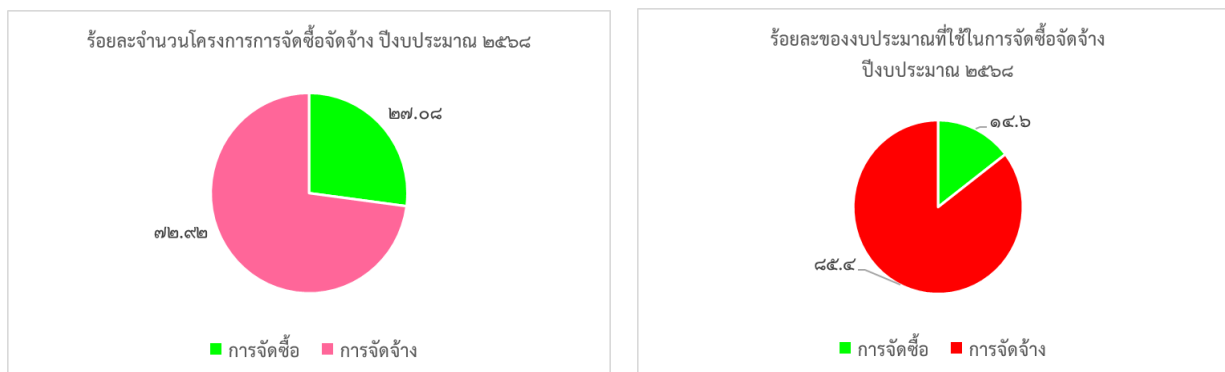 ร้อยละจำนวนโครงการการจัดซื้อจัดจ้าง ปีงบประมาณ ๒๕๖๘
๒๗.๐๘
๗๒.๙๒
การจัดซื้อ การจัดจ้าง
ร้อยละของงบประมาณที่ใช้ในการจัดซื้อจัดจ้าง
ปีงบประมาณ ๒๕๖๘
๑๔.๖
๘๕.๔
การจัดซื้อ การจัดจ้าง